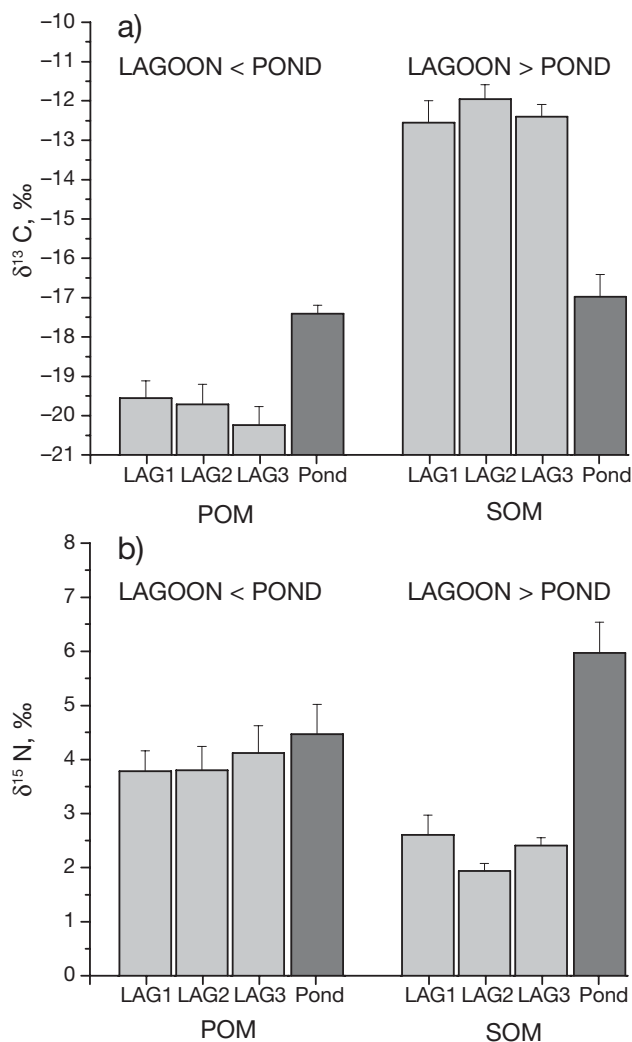 a)
LAGOON < POND LAGOON > POND
δ13 C, ‰
−10
−11
−12
−13
−14
−15
−16
−17
−18
−19
−20
−21
LAG1 LAG2 LAG3 Pond LAG1 LAG2 LAG3 Pond
POM SOM
b)
LAGOON < POND LAGOON > POND
δ15 N, ‰
8
7
6
5
4
3
2
1
0
LAG1 LAG2 LAG3 Pond LAG1 LAG2 LAG3 Pond
POM SOM